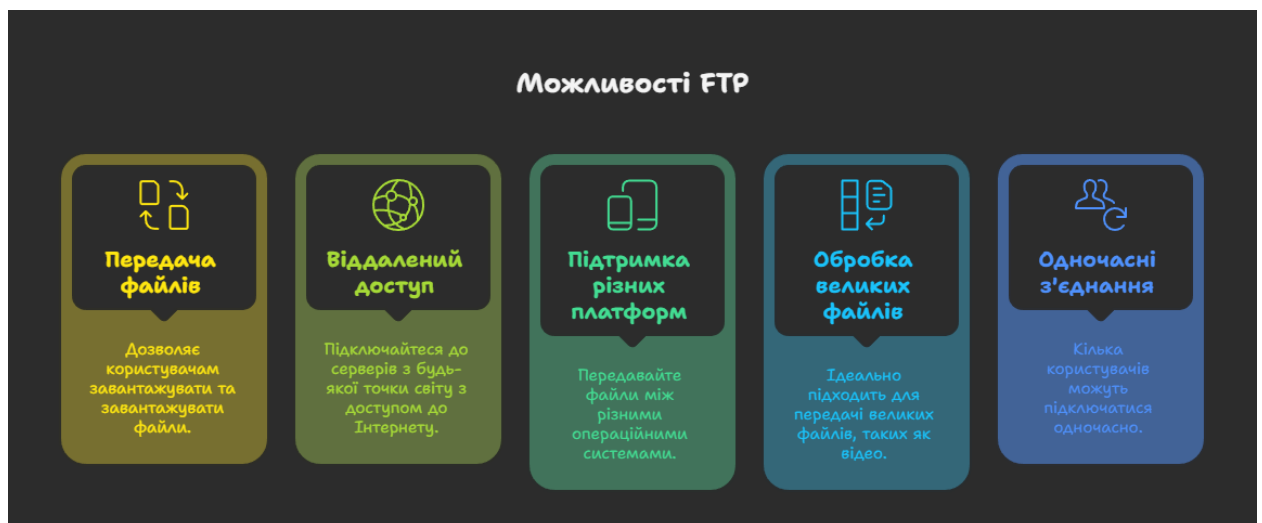 Можливості FTP
Передача
файлів
Дозволяє
користувачам
завантажувати та
завантажувати
файли.
Віддалений
доступ
Підключайтеся до
серверів з будь-
якої точки світу з
доступом до
Інтернету.
Підтримка
різних
платформ
Передавайте
файли між
різними
операційними
системами.
Обробка
великих
файлів
Ідеально
підходить для
передачі великих
файлів, таких як
відео.
Одночасні
з'єднання
Кілька
користувачів
можуть
підключатися
одночасно.